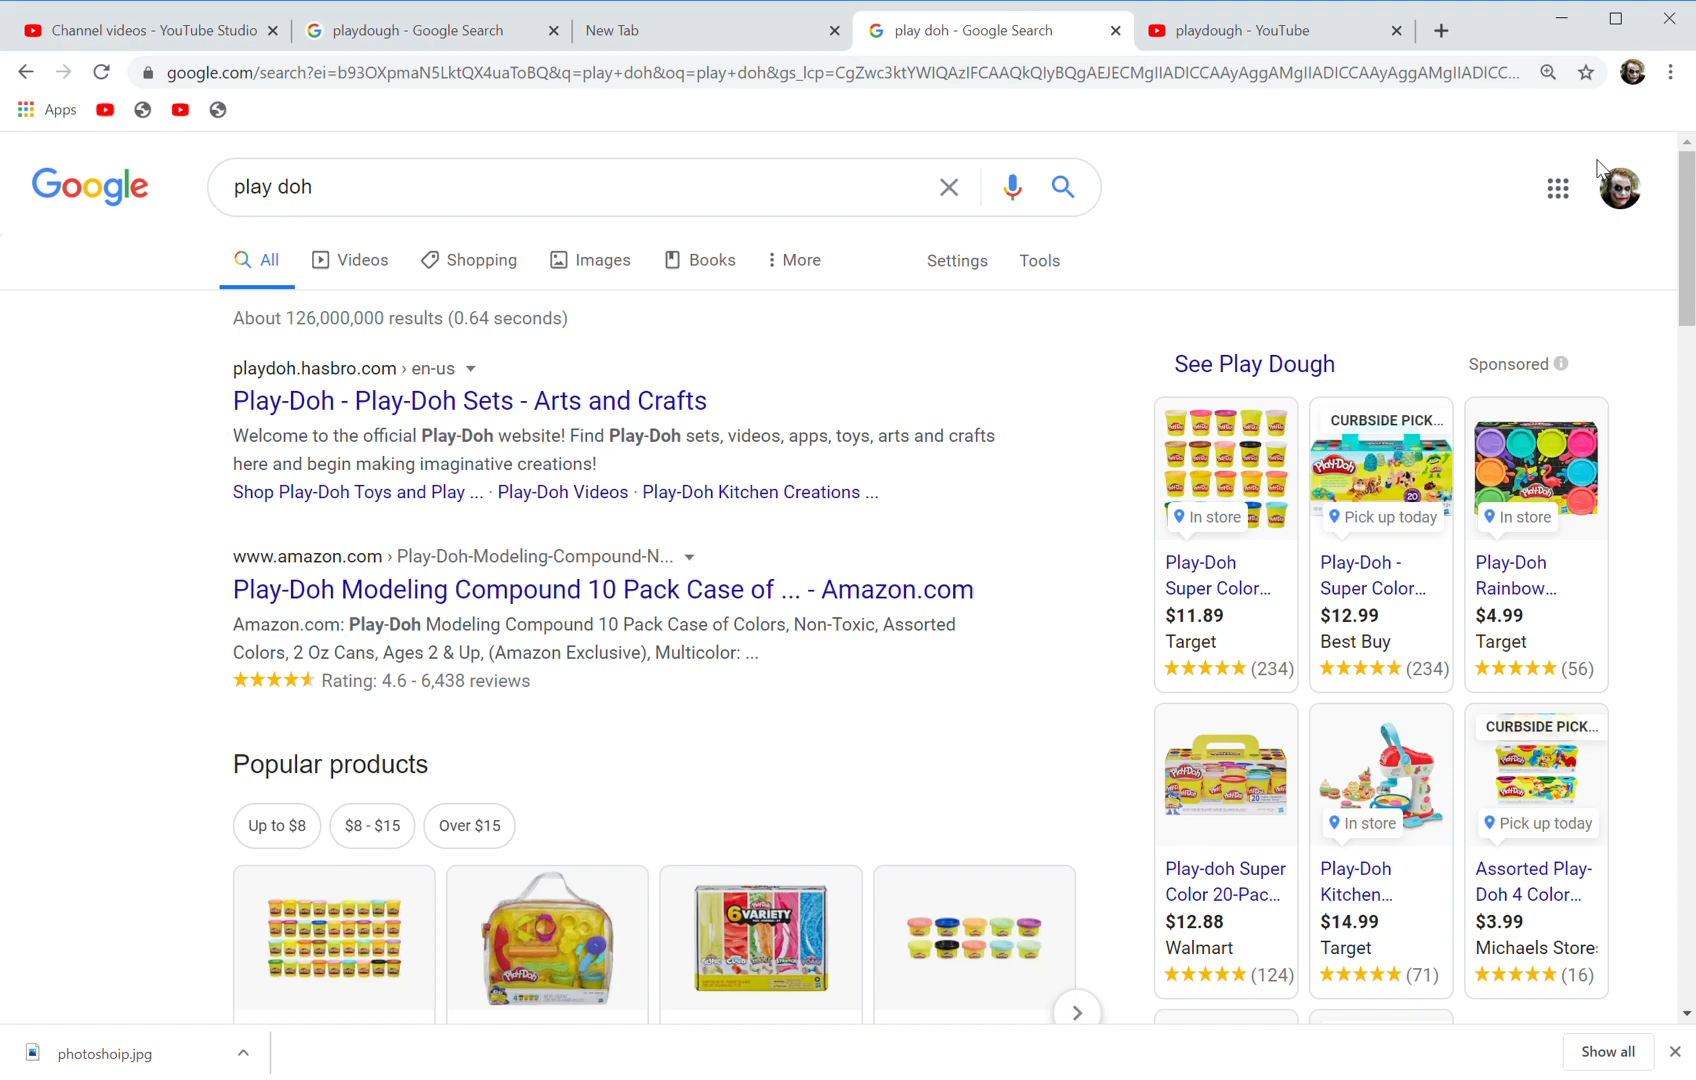 Channel videos - YouTube Studio
playdough - Google Search
New Tab
play doh - Google Search
playdough - YouTube
google.com/search?ei=b93OXpmaN5LktQX4uaToBQ&q=play+doh&oq=play+doh&gs_lcp=CgZwc3ktYWIQAzIFCAAQkQIyBQgAEJECMgIIADICCAAyAggAMgIIADICCAAyAggAMgIIADICC...
Apps
Google
play doh
All
Videos
Shopping
Images
Books
More
Settings
Tools
About 126,000,000 results (0.64 seconds)
playdoh.hasbro.com › en-us
Play-Doh - Play-Doh Sets - Arts and Crafts
Welcome to the official Play-Doh website! Find Play-Doh sets, videos, apps, toys, arts and crafts
here and begin making imaginative creations!
Shop Play-Doh Toys and Play ... · Play-Doh Videos · Play-Doh Kitchen Creations ...
www.amazon.com › Play-Doh-Modeling-Compound-N...
Play-Doh Modeling Compound 10 Pack Case of ... - Amazon.com
Amazon.com: Play-Doh Modeling Compound 10 Pack Case of Colors, Non-Toxic, Assorted
Colors, 2 Oz Cans, Ages 2 & Up, (Amazon Exclusive), Multicolor: ...
Rating: 4.6 - 6,438 reviews
Popular products
Up to $8
$8 - $15
Over $15
Play-Doh
6 VARIETY
See Play Dough
Sponsored
In store
Play-Doh
Super Color...
$11.89
Target
(234)
CURBSIDE PICK...
Play-Doh
20
Pick up today
Play-Doh -
Super Color...
$12.99
Best Buy
(234)
Play-Doh
In store
Play-Doh
Rainbow...
$4.99
Target
(56)
Play-Doh
20
Play-doh Super
Color 20-Pac...
$12.88
Walmart
(124)
In store
Play-Doh
Kitchen...
$14.99
Target
(71)
CURBSIDE PICK...
Pick up today
Assorted Play-
Doh 4 Color...
$3.99
Michaels Store
(16)
photoshoip.jpg
Show all